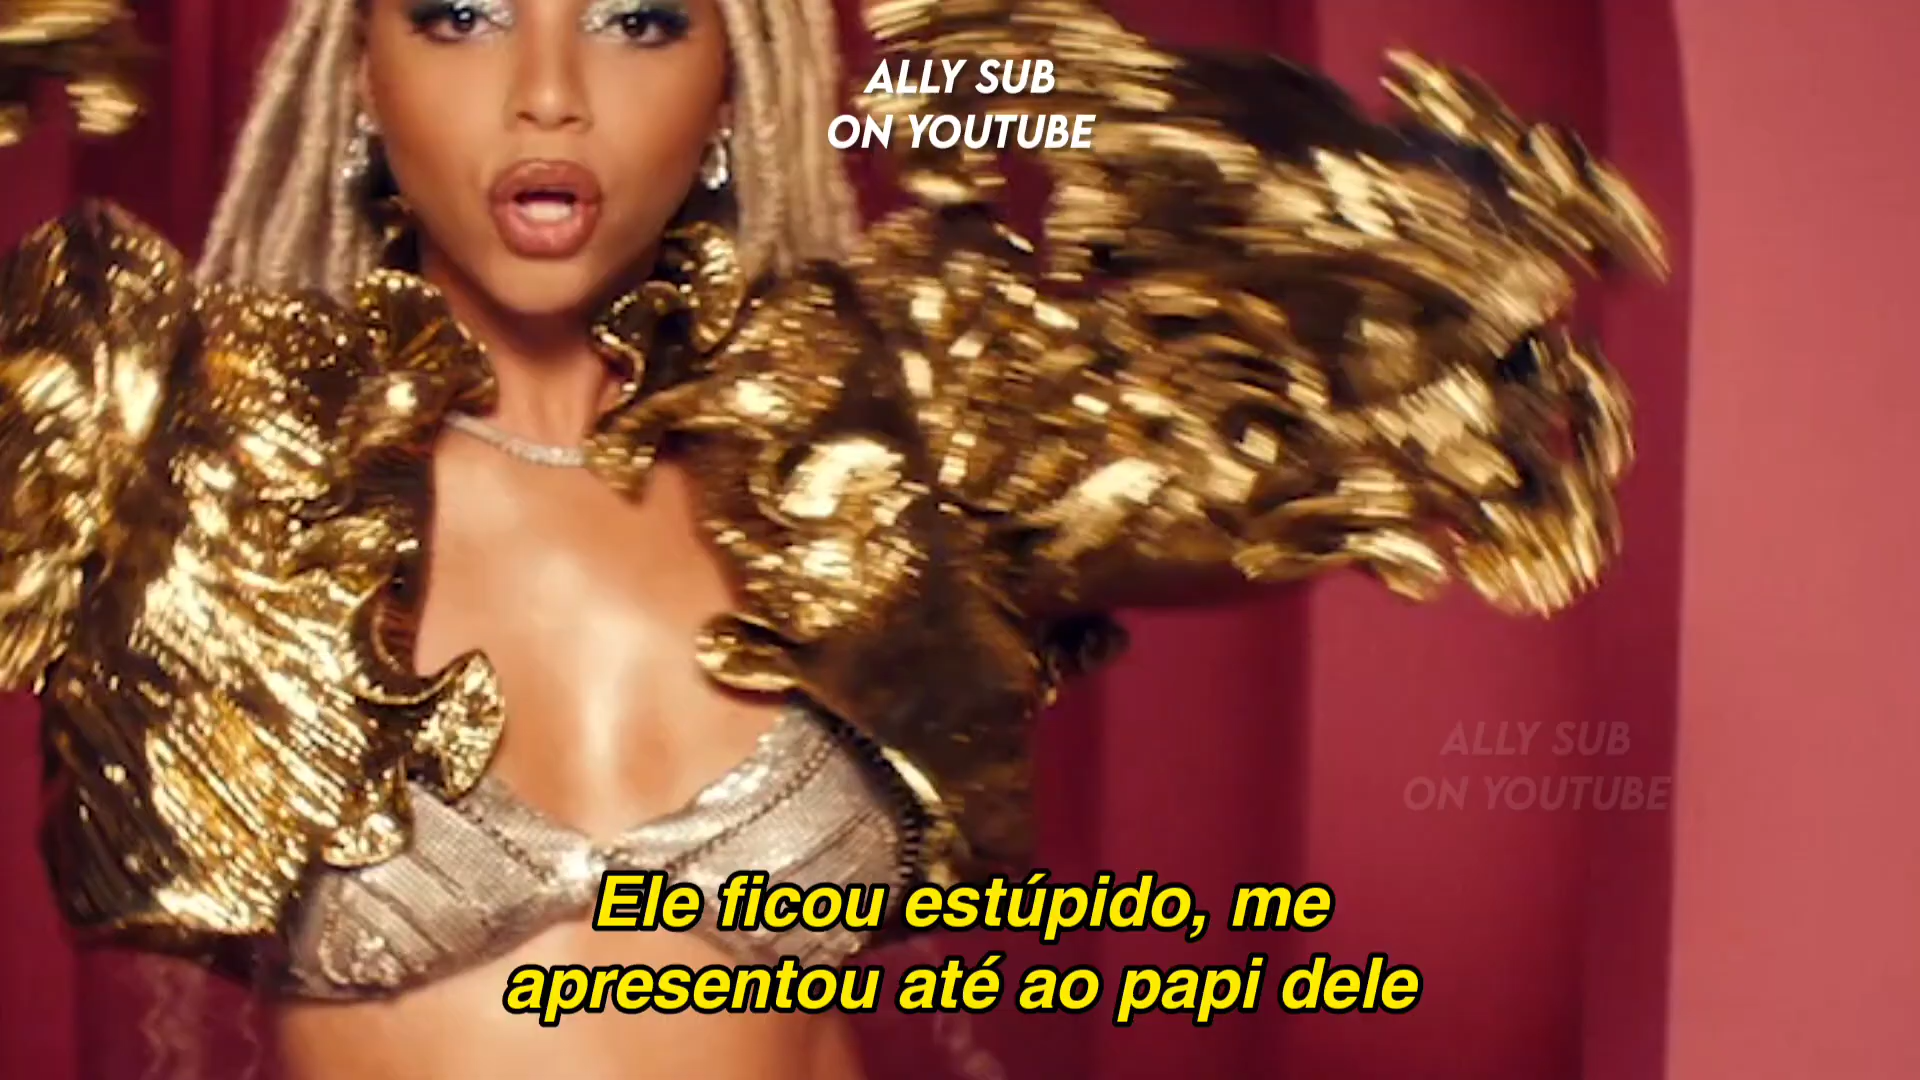 ALLY SUB
ON YOUTUBE
ALLY SUB
ON YOUTUBE
Ele ficou estúpido, me
apresentou até ao papi dele